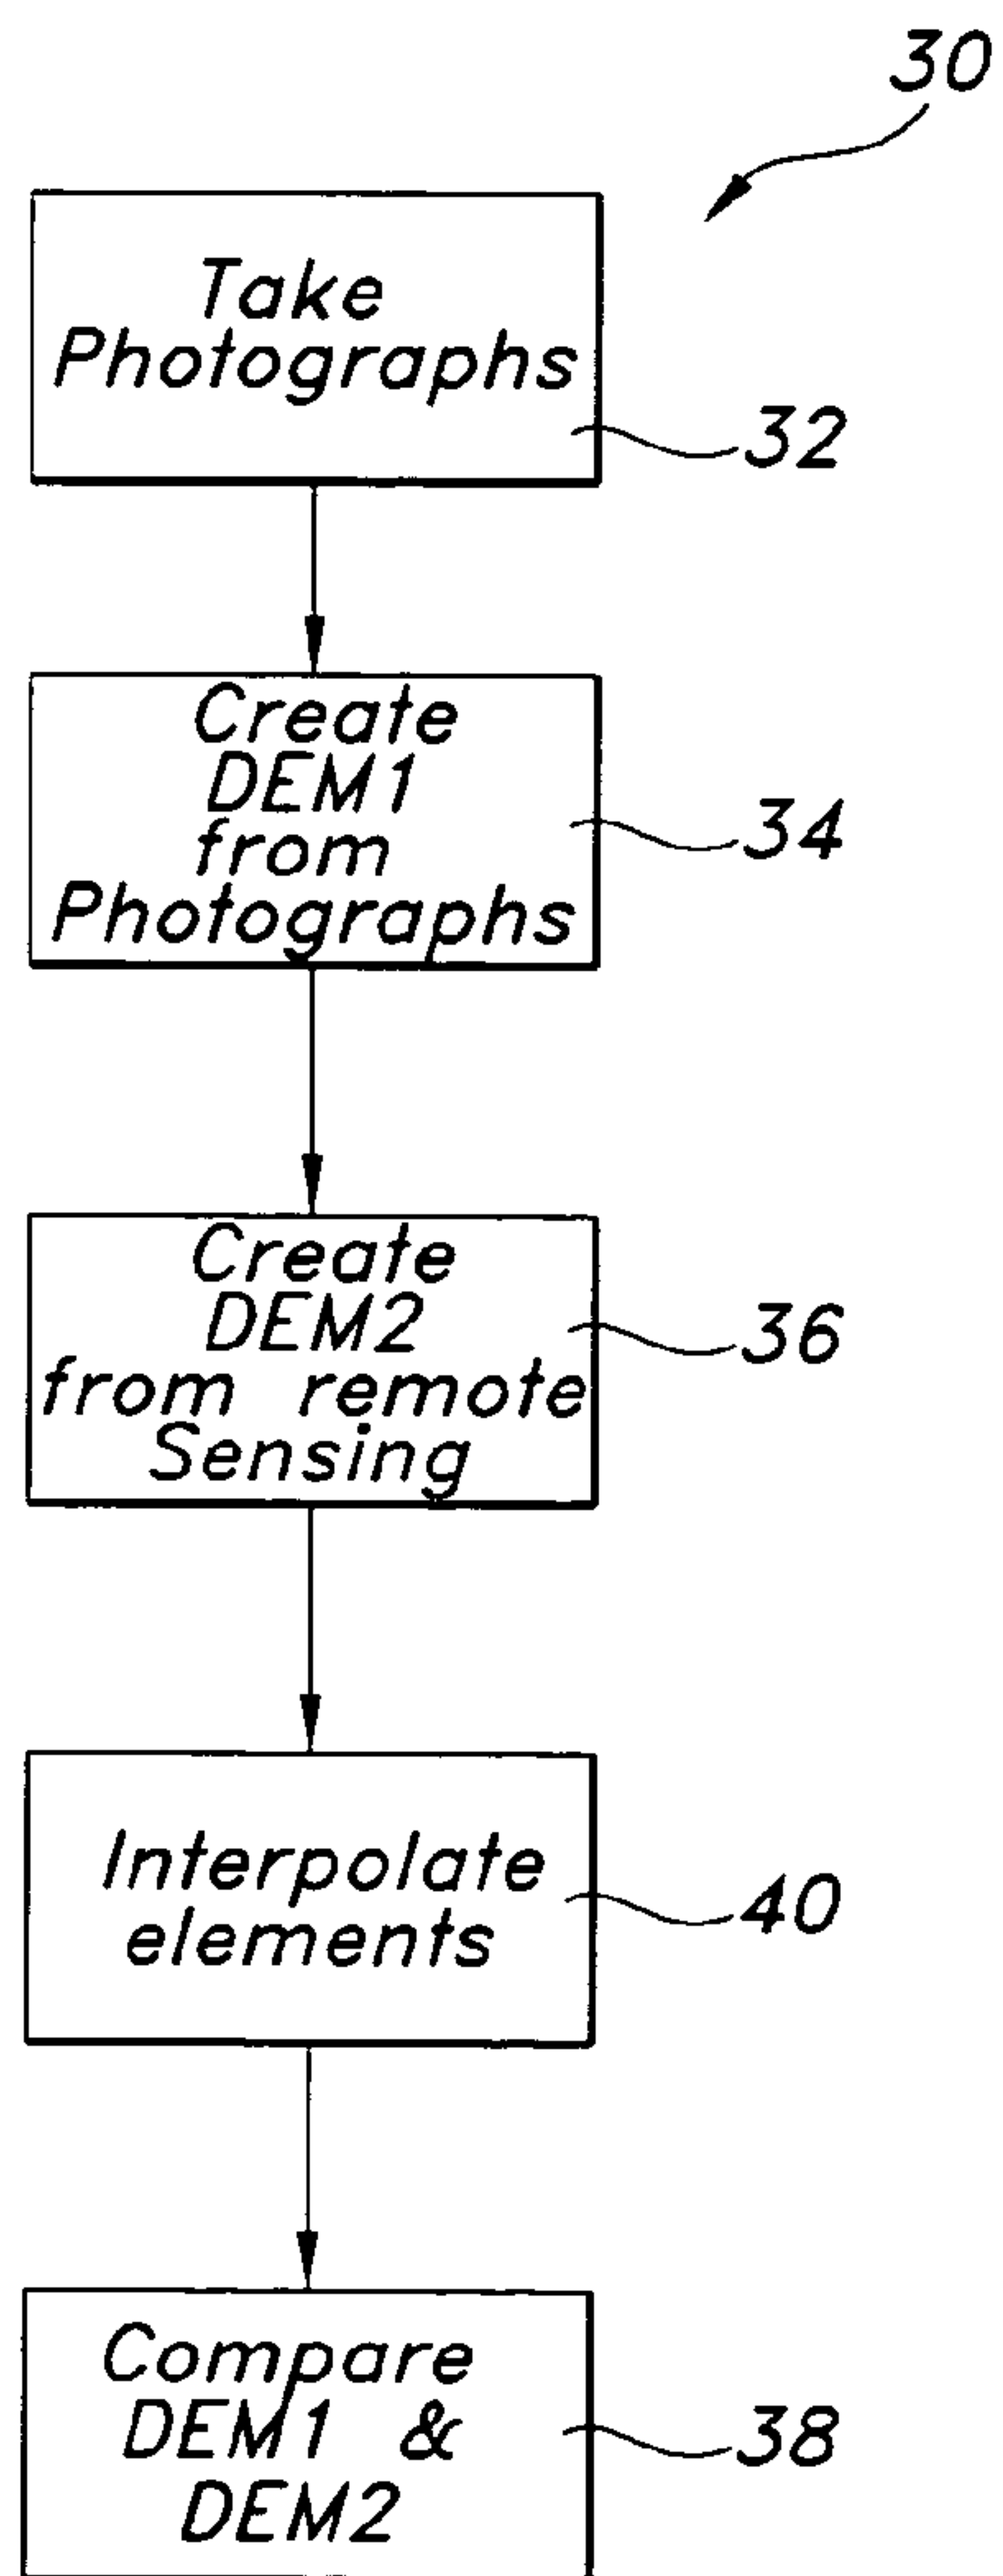 30
Take
Photographs
32
Create
DEM1
from
Photographs
34
Create
DEM2
from remote
Sensing
36
Interpolate
elements
40
Compare
DEM1 &
DEM2
38